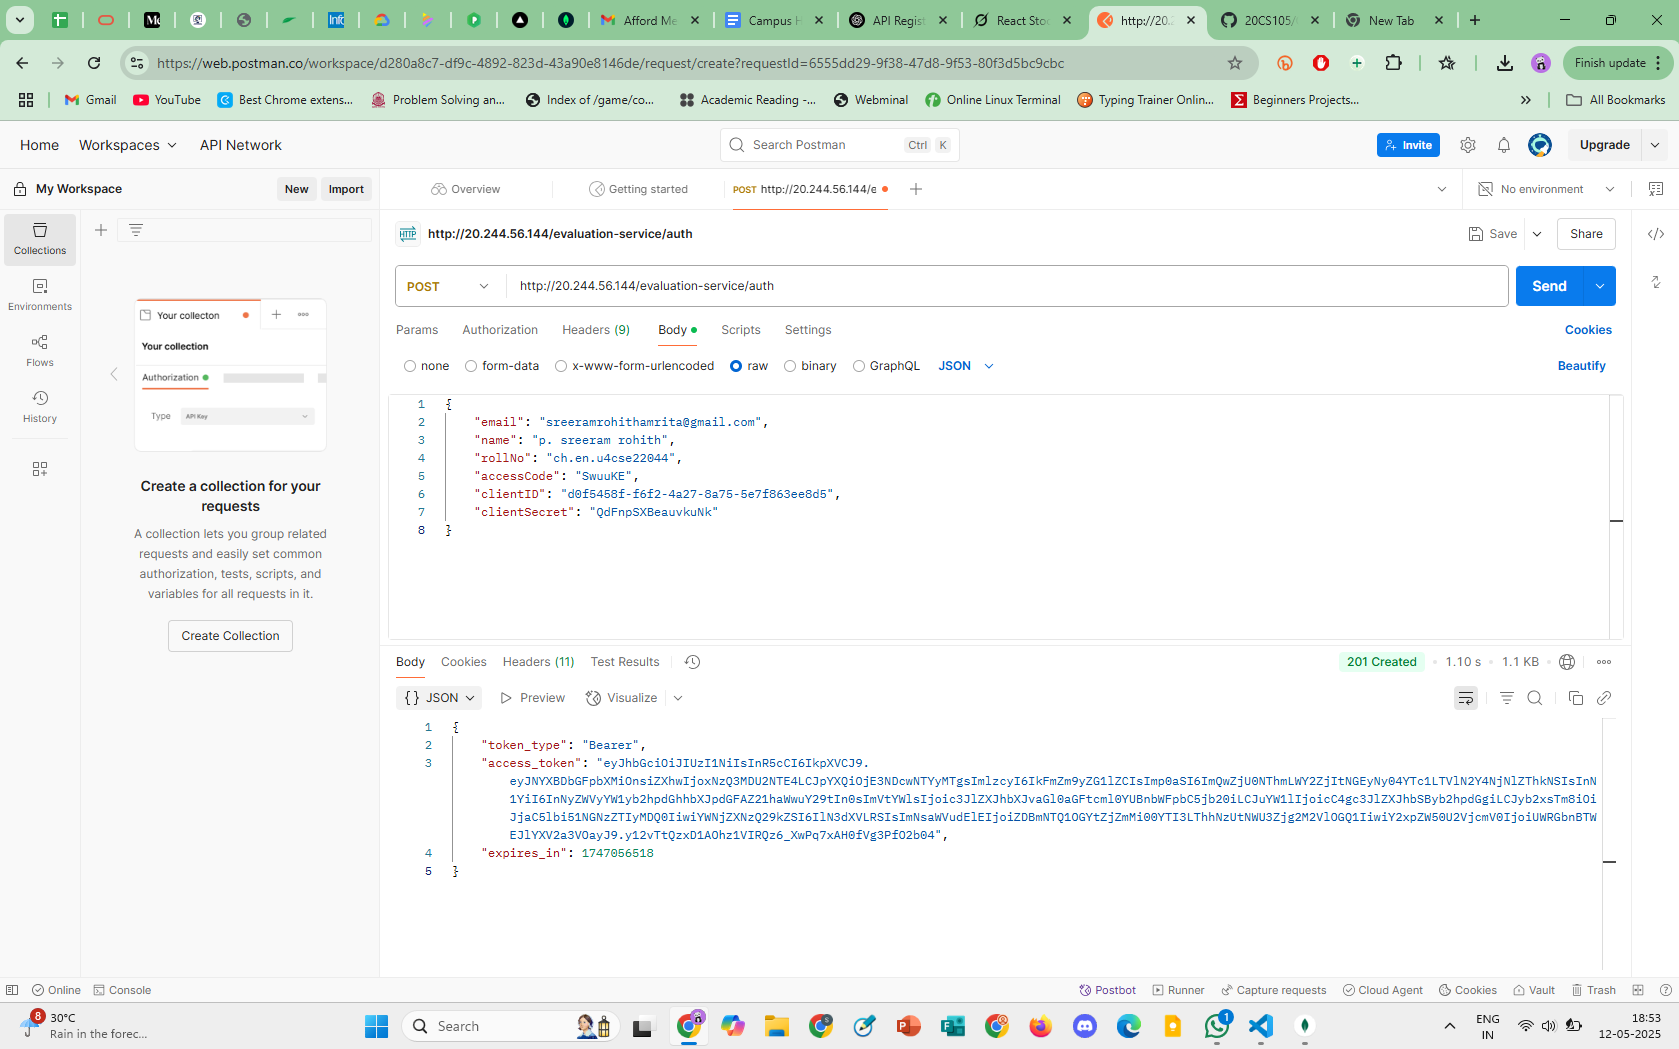 Afford Me
Campus H
API Regist
React Stoc
http://20.2
20CS105/
New Tab
https://web.postman.co/workspace/d280a8c7-df9c-4892-823d-43a90e8146de/request/create?requestId=6555dd29-9f38-47d8-9f53-80f3d5bc9cbc
Finish update
Gmail
YouTube
Best Chrome extens...
Problem Solving an...
Index of /game/co...
Academic Reading -...
Webminal
Online Linux Terminal
Typing Trainer Onlin...
Beginners Projects...
All Bookmarks
Home
Workspaces
API Network
Search Postman
Ctrl K
Invite
Upgrade
My Workspace
New
Import
Overview
Getting started
POST http://20.244.56.144/e
No environment
Collections
Environments
Flows
History
Your collecton
Your collection
Authorization
Type
API Key
Create a collection for your
requests
A collection lets you group related
requests and easily set common
authorization, tests, scripts, and
variables for all requests in it.
Create Collection
HTTP http://20.244.56.144/evaluation-service/auth
Save
Share
POST
http://20.244.56.144/evaluation-service/auth
Send
Params
Authorization
Headers (9)
Body
Scripts
Settings
Cookies
none
form-data
x-www-form-urlencoded
raw
binary
GraphQL
JSON
Beautify
1 {
2 "email": "sreeramrohithamrita@gmail.com",
3 "name": "p. sreeram rohith",
4 "rollNo": "ch.en.u4cse22044",
5 "accessCode": "SwuuKE",
6 "clientID": "d0f5458f-f6f2-4a27-8a75-5e7f863ee8d5",
7 "clientSecret": "QdFnpSXBeauvkuNk"
8 }
Body
Cookies
Headers (11)
Test Results
201 Created
1.10 s
1.1 KB
{} JSON
Preview
Visualize
1 {
2 "token_type": "Bearer",
3 "access_token": "eyJhbGciOiJIUzI1NiIsInR5cCI6IkpXVCJ9.
4 "expires_in": 1747056518
5 }
Online
Console
Postbot
Runner
Capture requests
Cloud Agent
Cookies
Vault
Trash
8
30°C
Rain in the forec...
Search
1
ENG
IN
18:53
12-05-2025